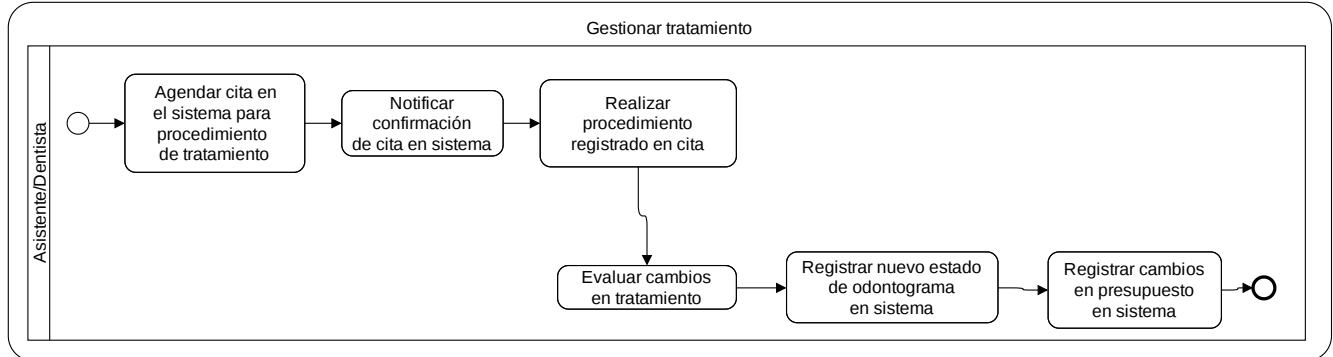 Gestionar tratamiento
Asistente/Dentista
Agendar cita en
el sistema para
procedimiento
de tratamiento
Notificar
confirmación
de cita en sistema
Realizar
procedimiento
registrado en cita
Evaluar cambios
en tratamiento
Registrar nuevo estado
de odontograma
en sistema
Registrar cambios
en presupuesto
en sistema